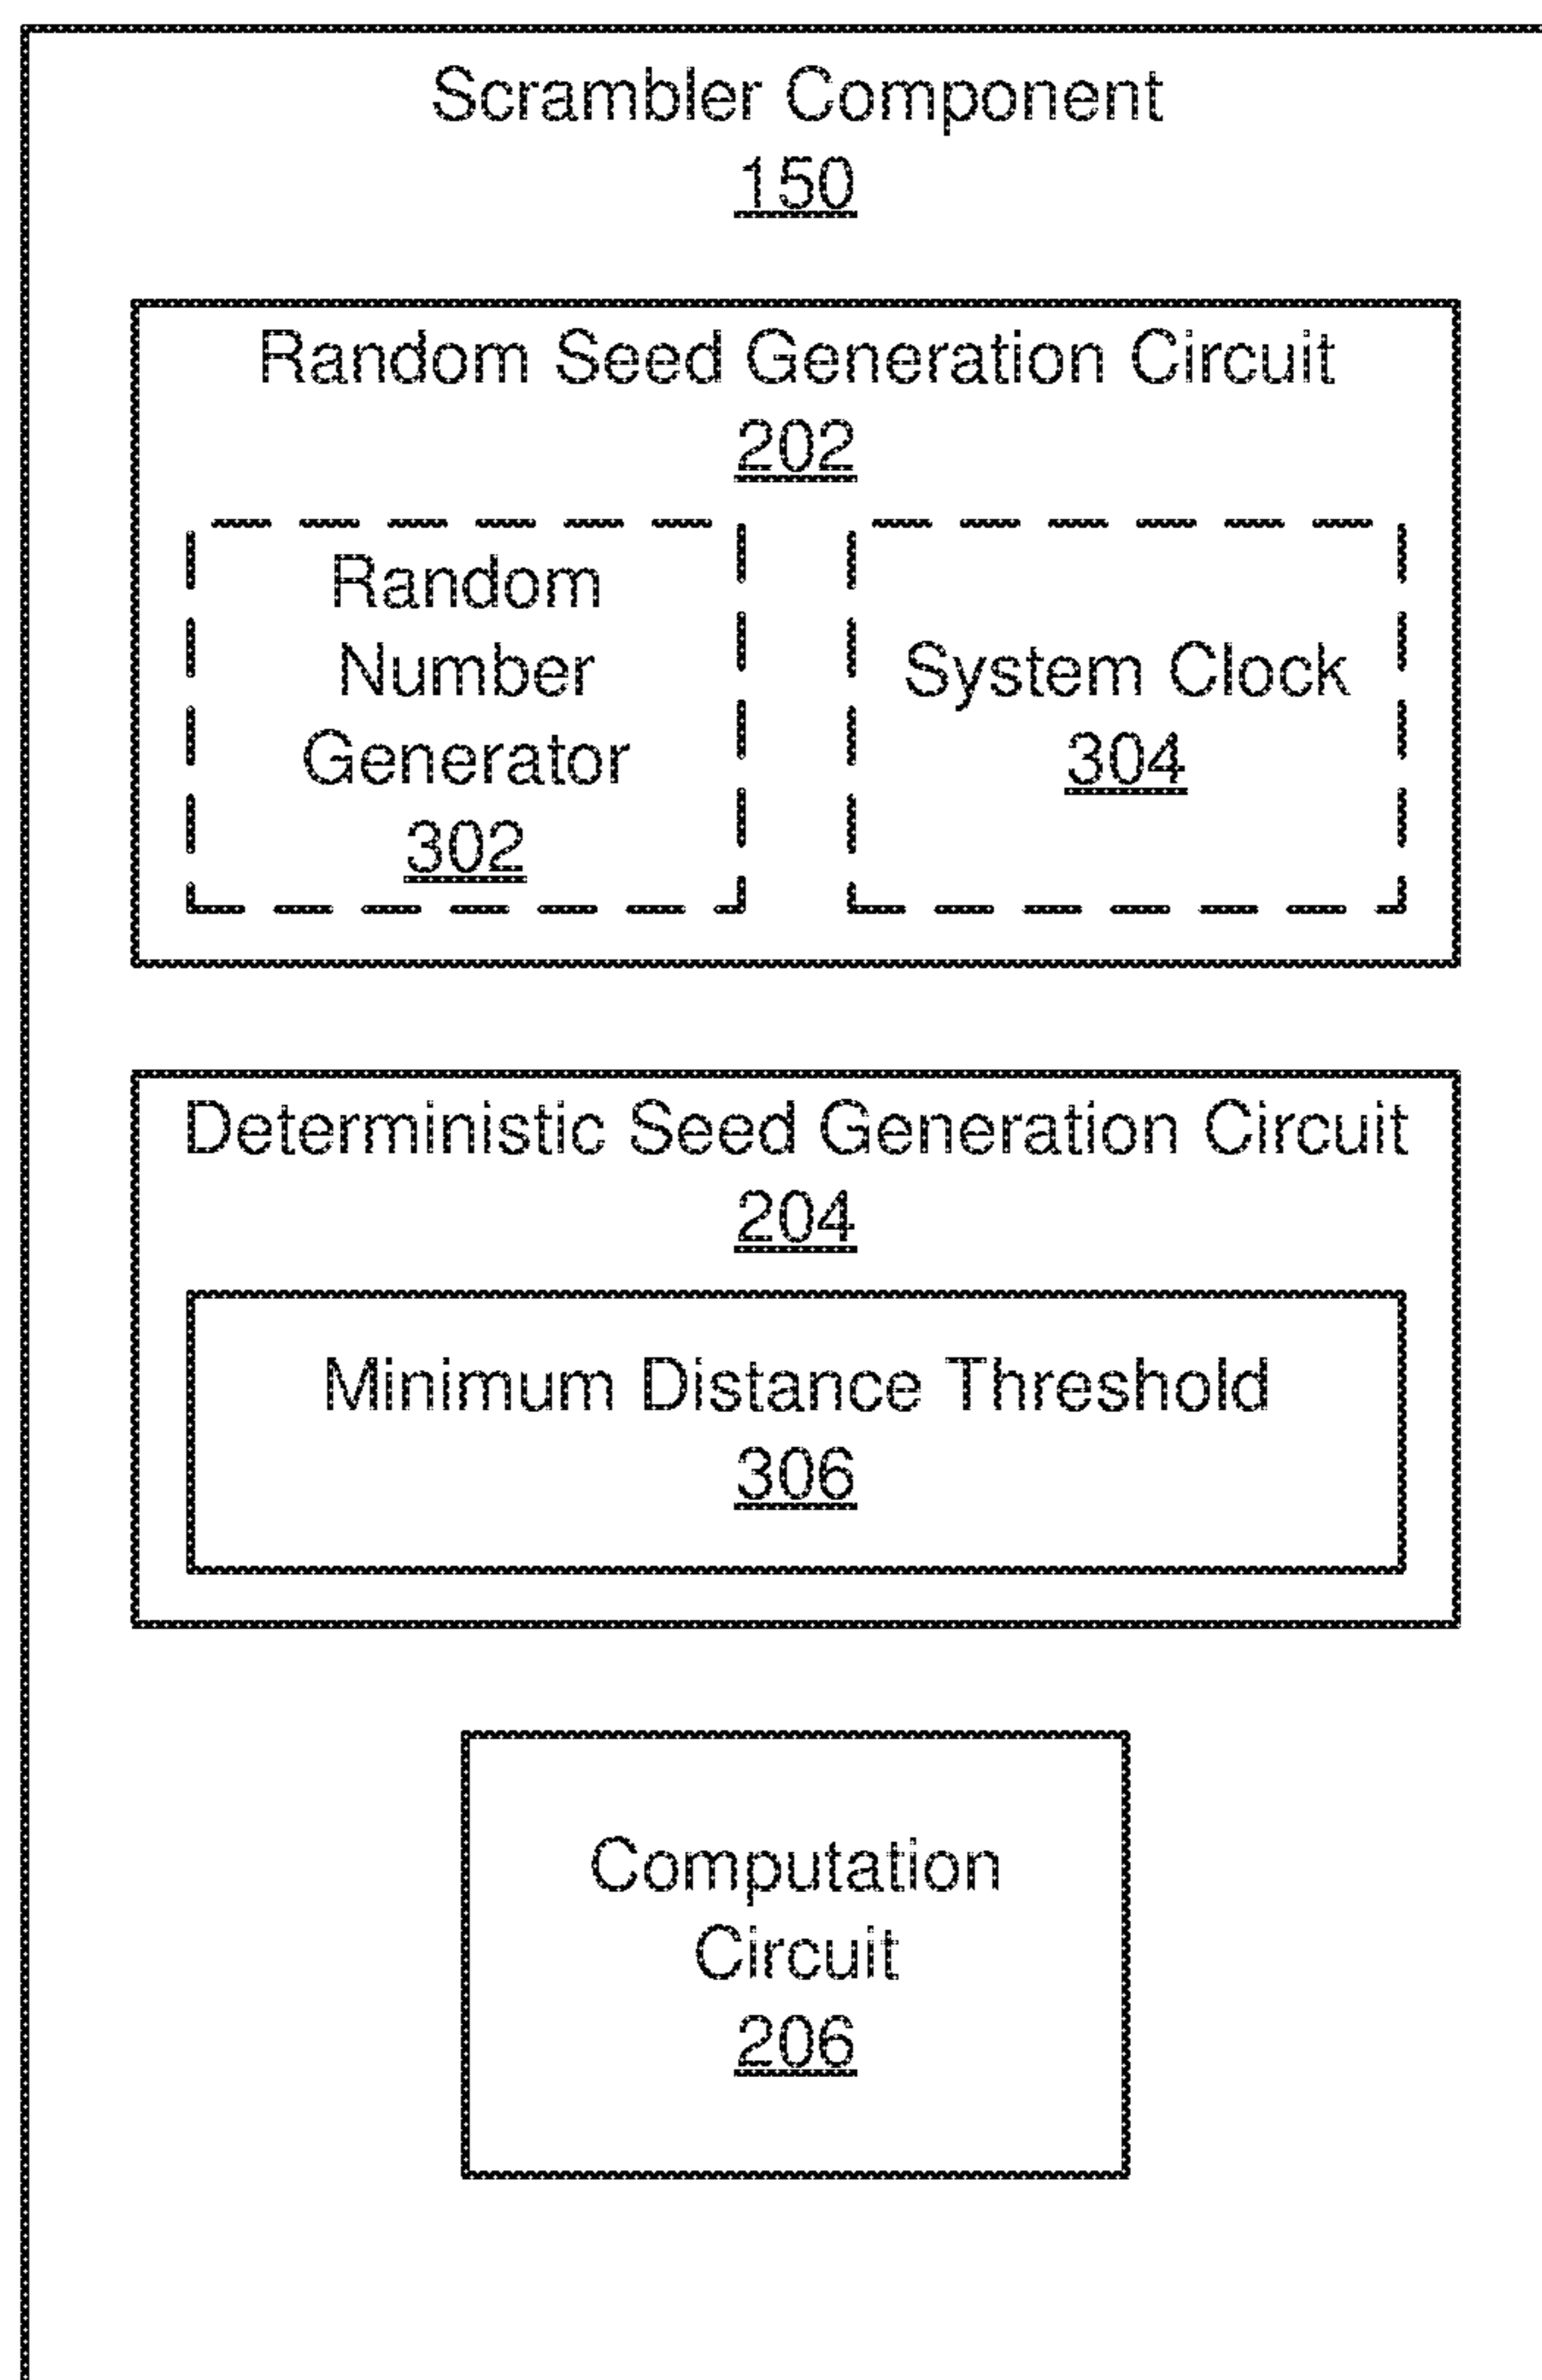 Scrambler Component
150
Random Seed Generation Circuit
202
Random
Number
Generator
302
System Clock
304
Deterministic Seed Generation Circuit
204
Minimum Distance Threshold
306
Computation
Circuit
206